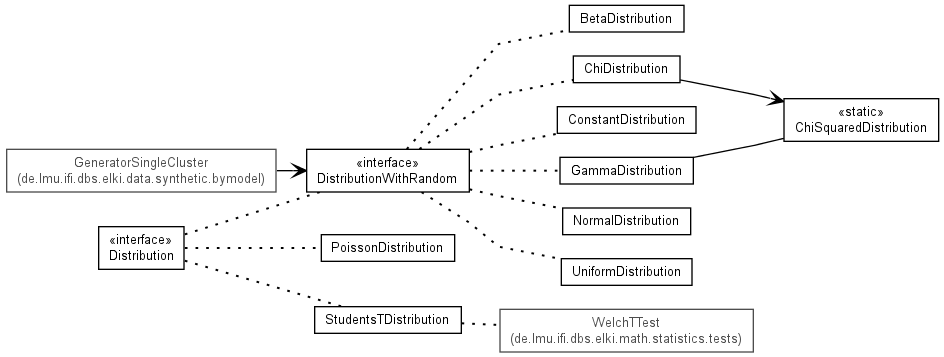 BetaDistribution
ChiDistribution
«static»
ChiSquaredDistribution
ConstantDistribution
GeneratorSingleCluster
(de.lmu.ifi.dbs.elki.data.synthetic.bymodel)
«interface»
DistributionWithRandom
GammaDistribution
NormalDistribution
«interface»
Distribution
PoissonDistribution
UniformDistribution
StudentsTDistribution
WelchTTest
(de.lmu.ifi.dbs.elki.math.statistics.tests)